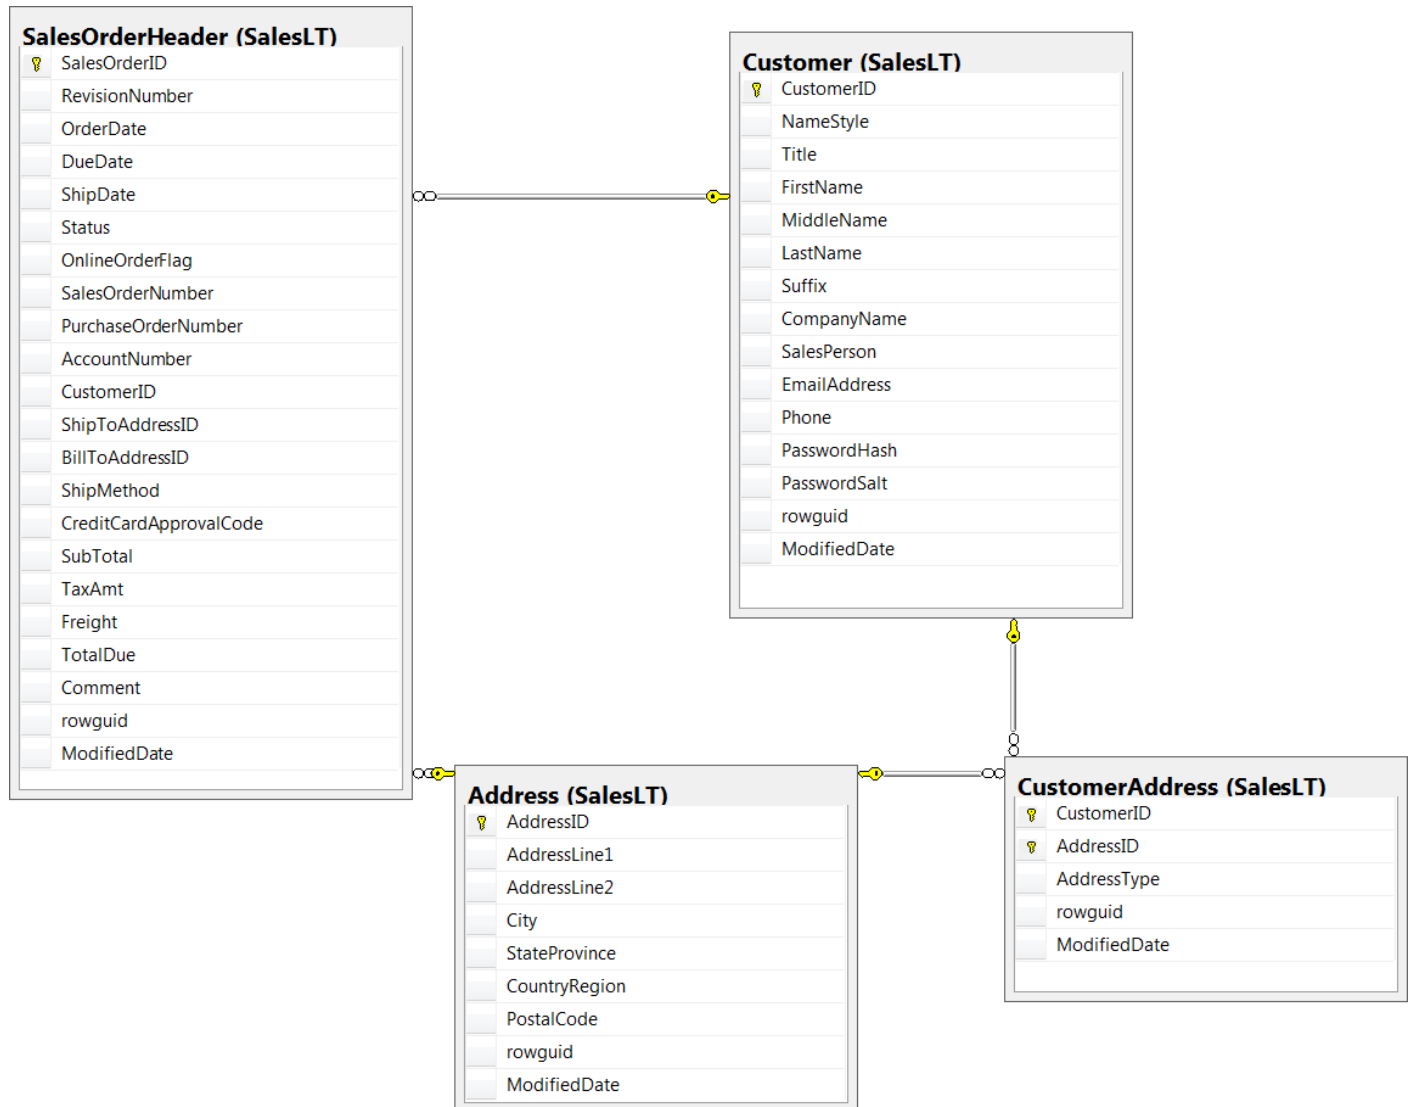 SalesOrderHeader (SalesLT)
SalesOrderID
RevisionNumber
OrderDate
DueDate
ShipDate
Status
OnlineOrderFlag
SalesOrderNumber
PurchaseOrderNumber
AccountNumber
CustomerID
ShipToAddressID
BillToAddressID
ShipMethod
CreditCardApprovalCode
SubTotal
TaxAmt
Freight
TotalDue
Comment
rowguid
ModifiedDate
Customer (SalesLT)
CustomerID
NameStyle
Title
FirstName
MiddleName
LastName
Suffix
CompanyName
SalesPerson
EmailAddress
Phone
PasswordHash
PasswordSalt
rowguid
ModifiedDate
Address (SalesLT)
AddressID
AddressLine1
AddressLine2
City
StateProvince
CountryRegion
PostalCode
rowguid
ModifiedDate
CustomerAddress (SalesLT)
CustomerID
AddressID
AddressType
rowguid
ModifiedDate